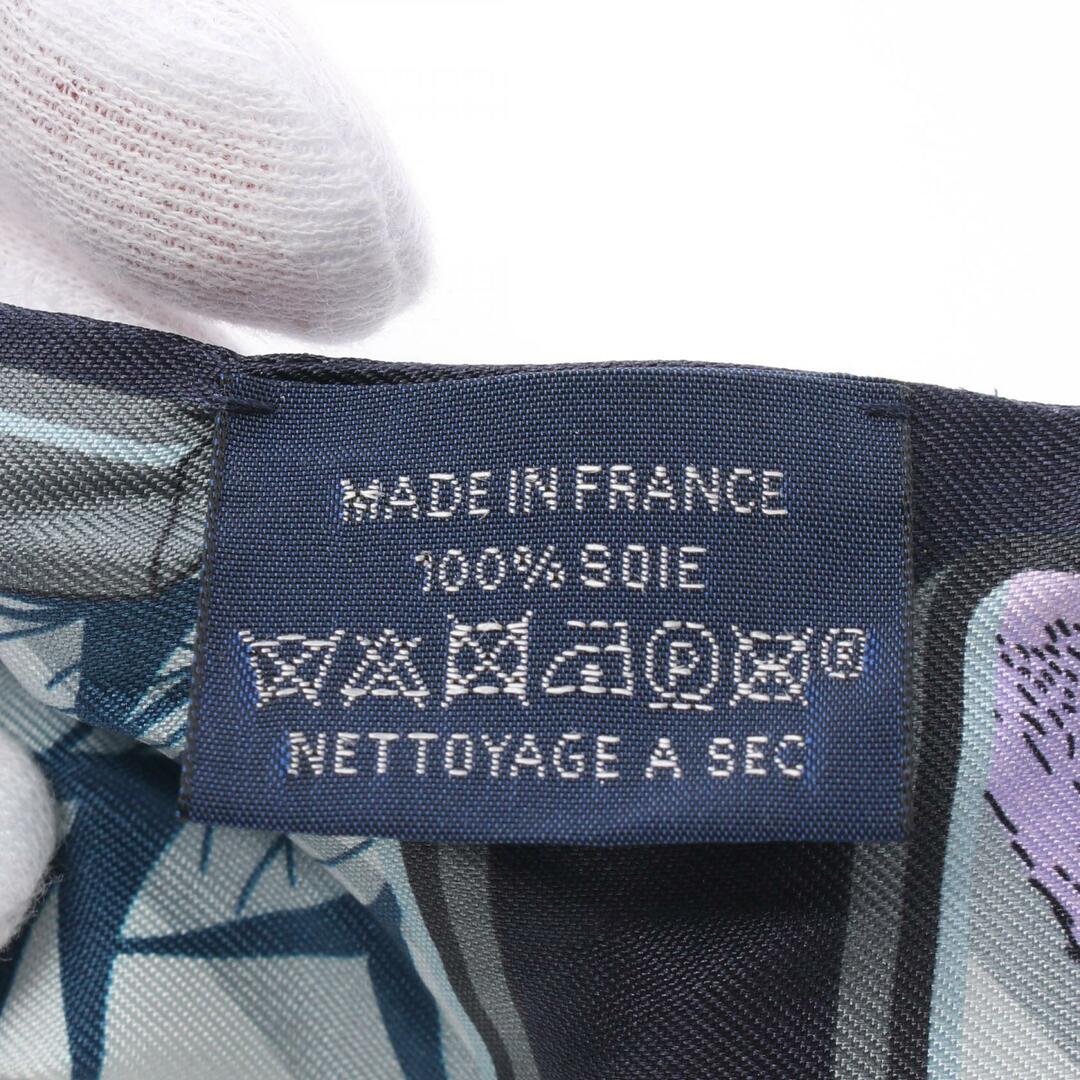 MADE IN FRANCE
100% SOIE
P ®
NETTOYAGE A SEC